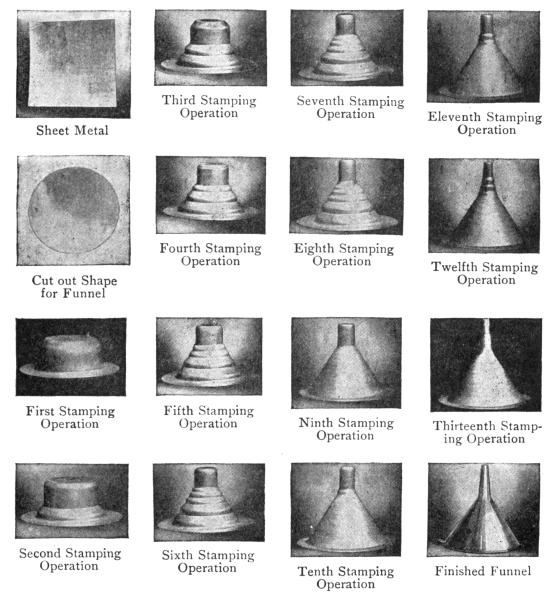 Sheet Metal
Cut out Shape
for Funnel
First Stamping
Operation
Second Stamping
Operation
Third Stamping
Operation
Fourth Stamping
Operation
Fifth Stamping
Operation
Sixth Stamping
Operation
Seventh Stamping
Operation
Eighth Stamping
Operation
Ninth Stamping
Operation
Tenth Stamping
Operation
Eleventh Stamping
Operation
Twelfth Stamping
Operation
Thirteenth Stamp-
ing Operation
Finished Funnel